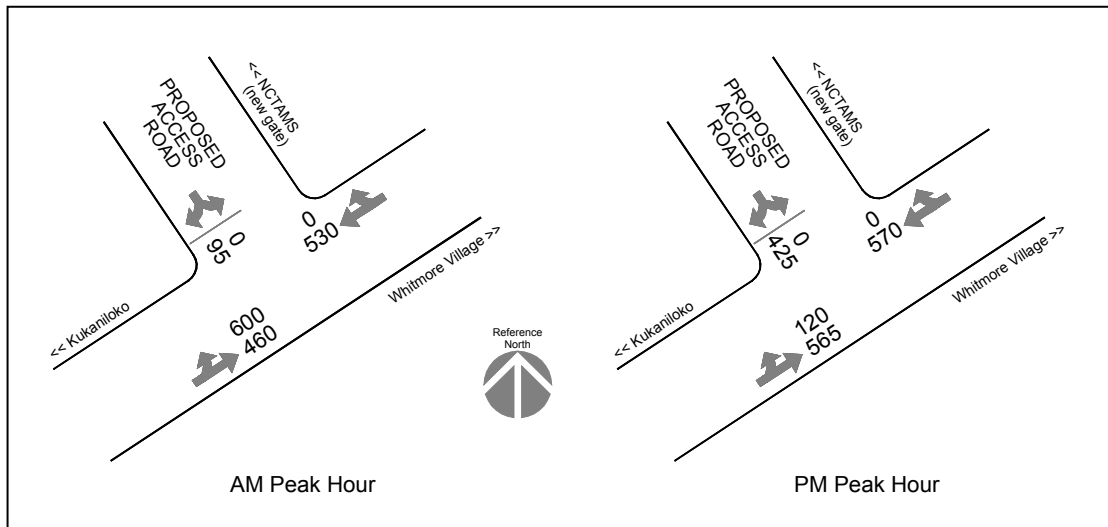 << NCTAMS
(new gate)
PROPOSED
ACCESS
ROAD
0
95
0
530
<< Kukaniloko
600
460
Whitmore Village >>
AM Peak Hour
Reference
North
<< NCTAMS
(new gate)
PROPOSED
ACCESS
ROAD
0
425
0
570
<< Kukaniloko
120
565
Whitmore Village >>
PM Peak Hour